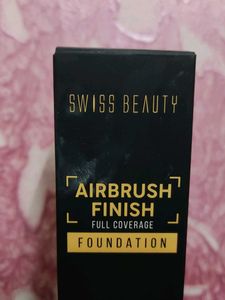 SWISS BEAUTY
AIRBRUSH
FINISH
FULL COVERAGE
FOUNDATION